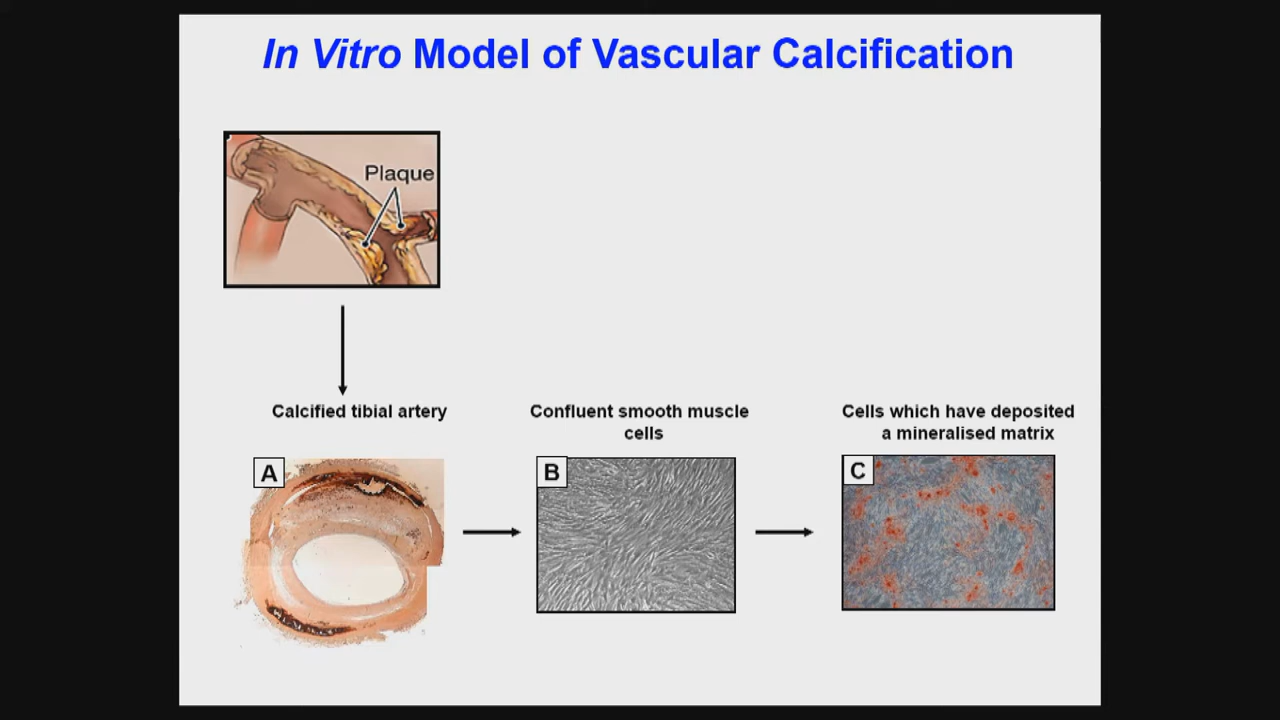 In Vitro Model of Vascular Calcification
Plaque
Calcified tibial artery
Confluent smooth muscle
cells
Cells which have deposited
a mineralised matrix
A
B
C